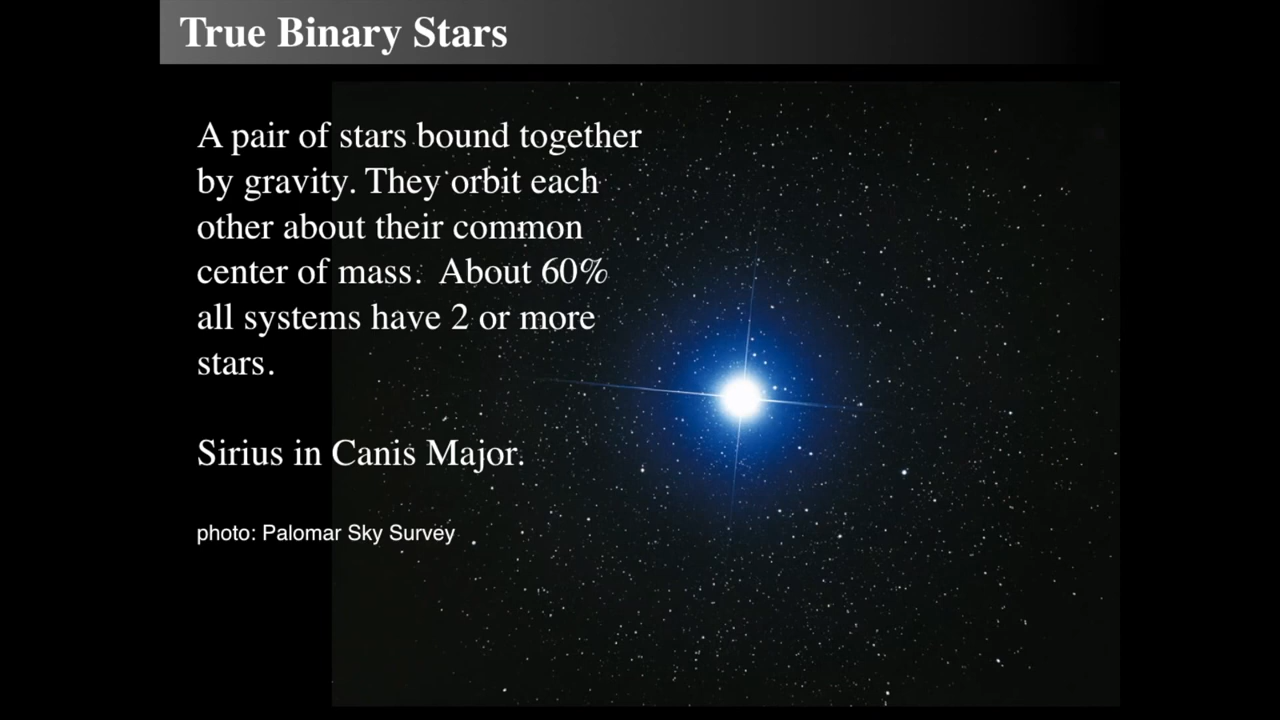 True Binary Stars
A pair of stars bound together
by gravity. They orbit each
other about their common
center of mass.  About 60%
all systems have 2 or more
stars.
Sirius in Canis Major.
photo: Palomar Sky Survey